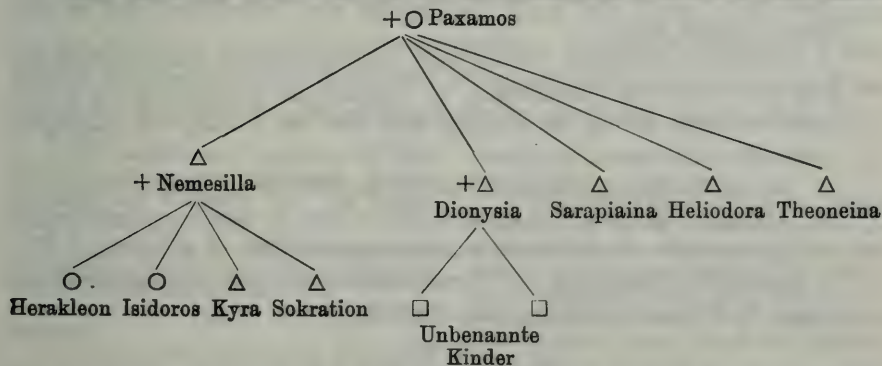 + O Paxamos
Δ
+ Nemesilla
+ Δ Δ Δ Δ
Dionysia Sarapiaina Heliodora Theoneina
O O Δ Δ
Herakleon Isidoros Kyra Sokration
□ □
Unbenannte
Kinder